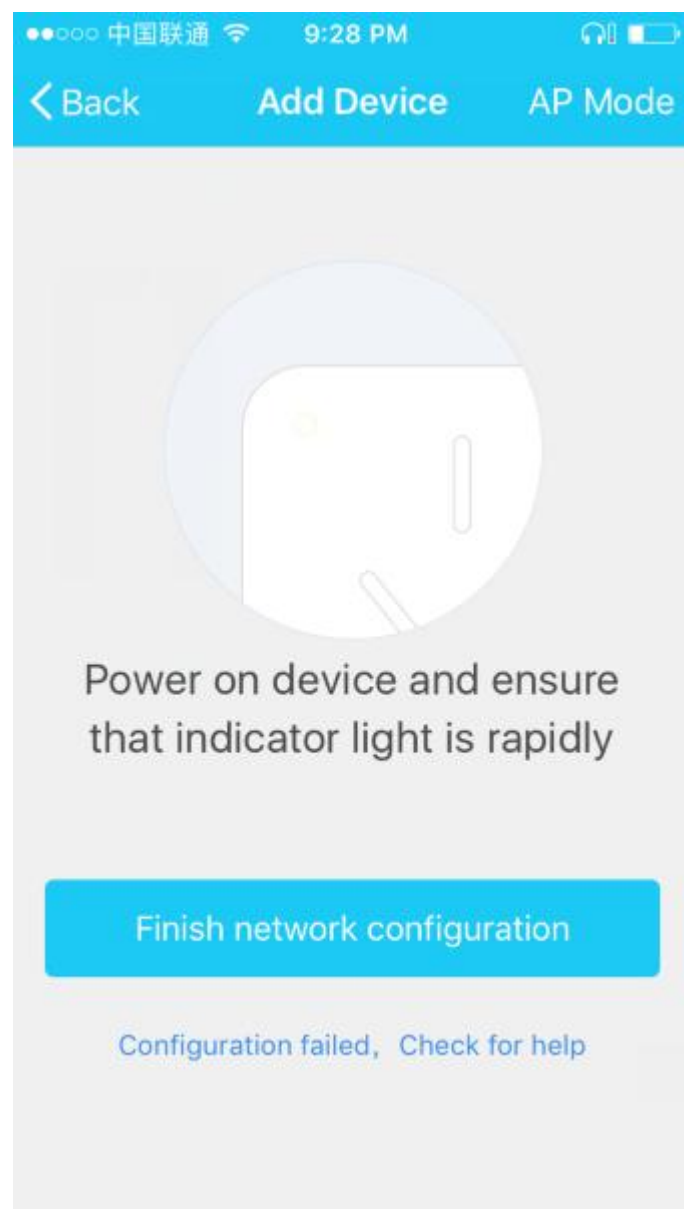 中国联通 9:28 PM
Back Add Device AP Mode
Power on device and ensure
that indicator light is rapidly
Finish network configuration
Configuration failed, Check for help